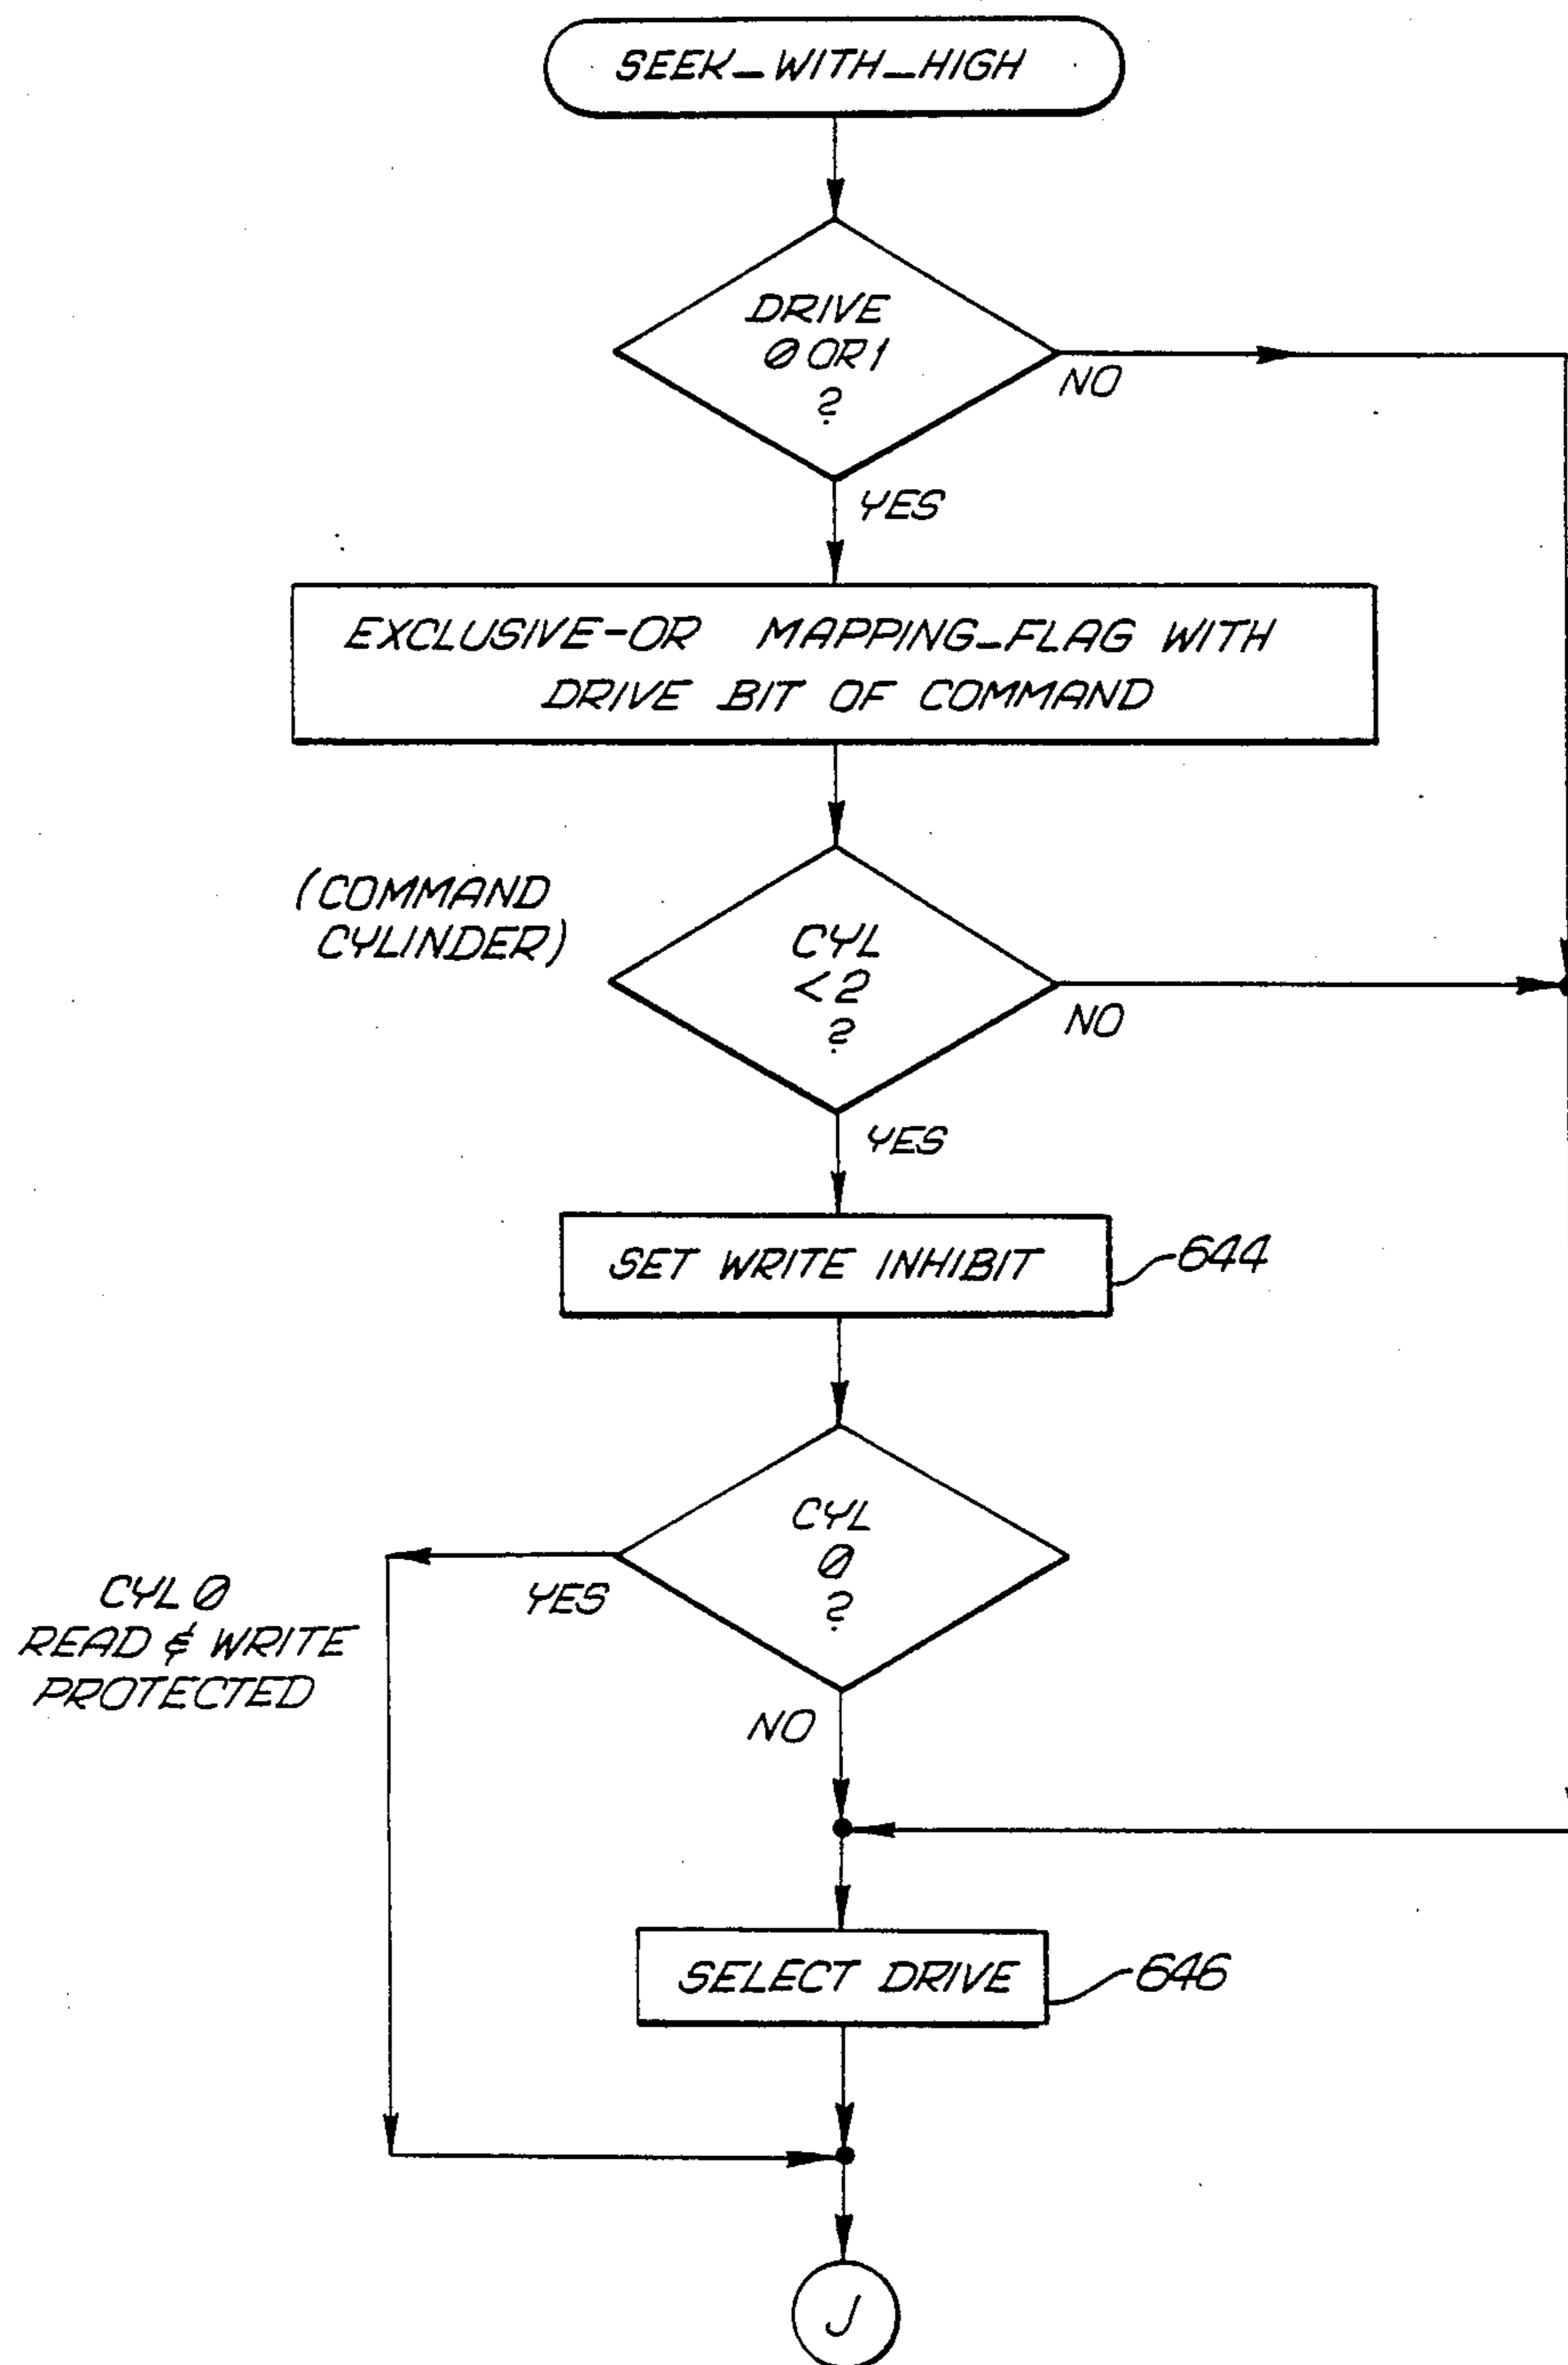 SEEK_WITH_HIGH
DRIVE
Ø OR 1
?
NO
YES
EXCLUSIVE-OR MAPPING_FLAG WITH
DRIVE BIT OF COMMAND
(COMMAND
CYLINDER)
CYL
<2
?
NO
YES
SET WRITE INHIBIT
644
CYL
Ø
?
YES
CYL Ø
READ & WRITE
PROTECTED
NO
SELECT DRIVE
646
J